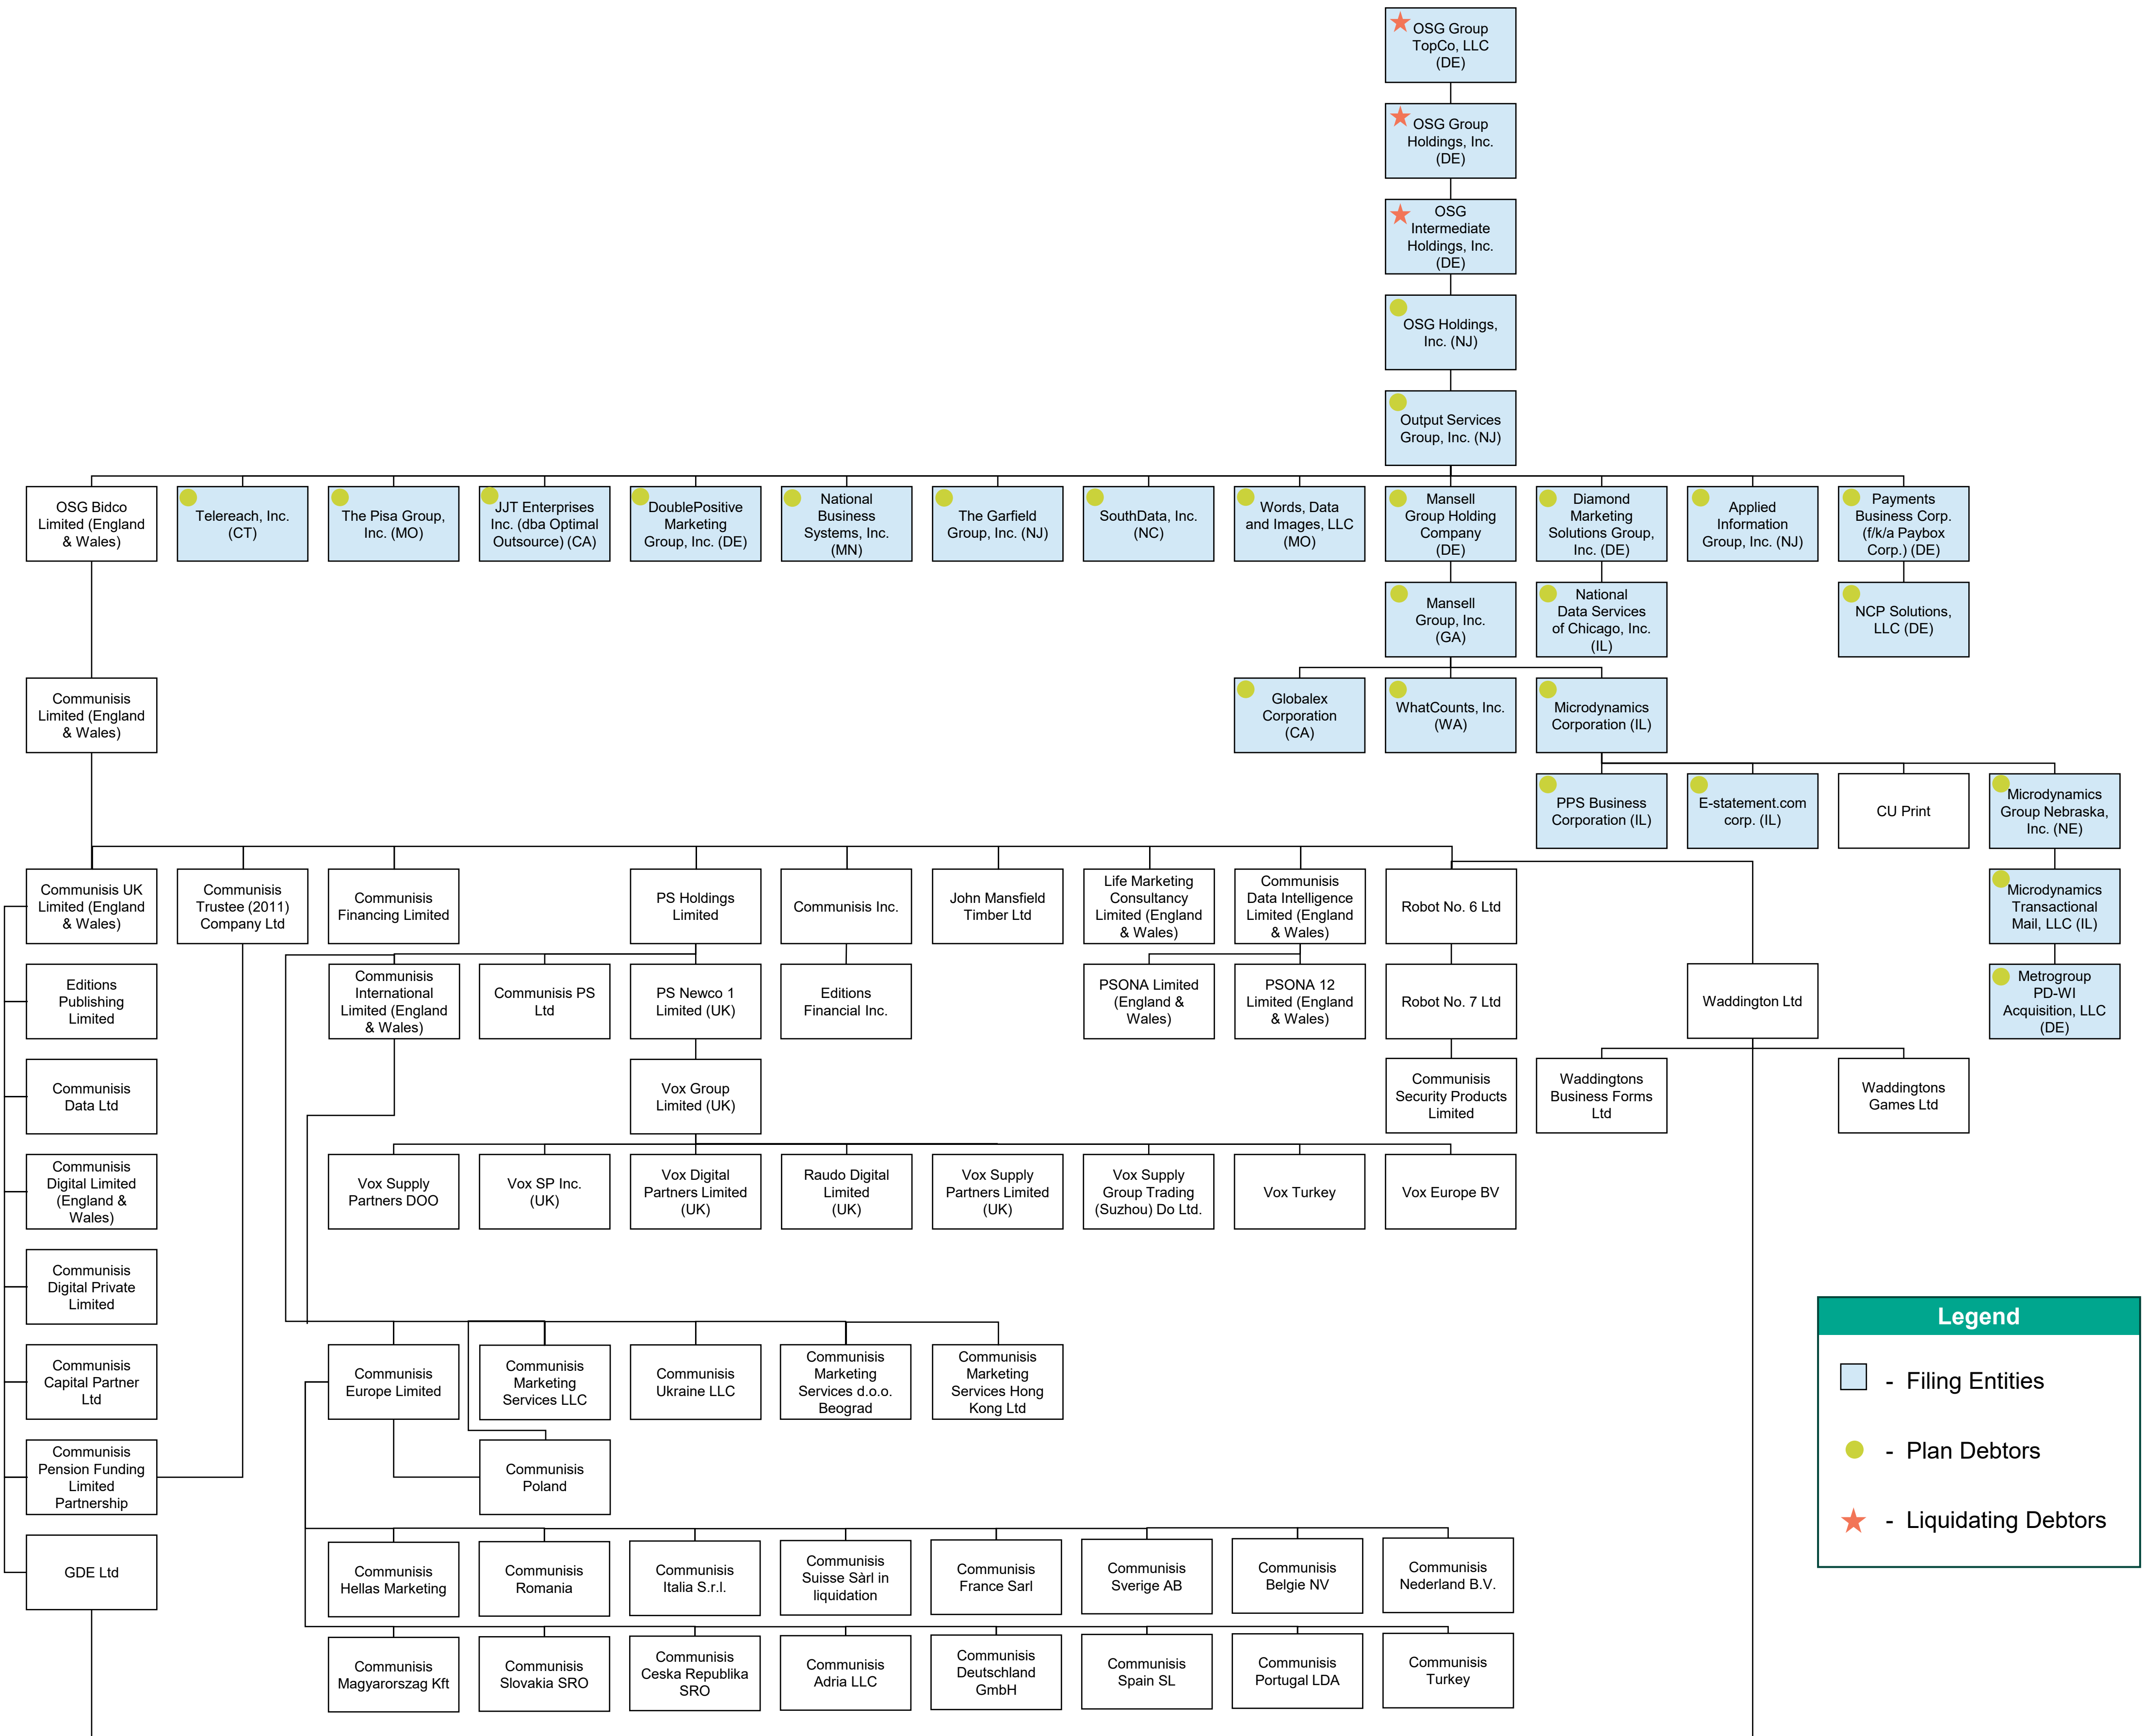 OSG Group
TopCo, LLC
(DE)
OSG Group
Holdings, Inc.
(DE)
OSG
Intermediate
Holdings, Inc.
(DE)
OSG Holdings,
Inc. (NJ)
Output Services
Group, Inc. (NJ)
OSG Bidco
Limited (England
& Wales)
Telereach, Inc.
(CT)
The Pisa Group,
Inc. (MO)
JJT Enterprises
Inc. (dba Optimal
Outsource) (CA)
DoublePositive
Marketing
Group, Inc. (DE)
National
Business
Systems, Inc.
(MN)
The Garfield
Group, Inc. (NJ)
SouthData, Inc.
(NC)
Words, Data
and Images, LLC
(MO)
Mansell
Group Holding
Company
(DE)
Diamond
Marketing
Solutions Group,
Inc. (DE)
Applied
Information
Group, Inc. (NJ)
Payments
Business Corp.
(f/k/a Paybox
Corp.) (DE)
Mansell
Group, Inc.
(GA)
National
Data Services
of Chicago, Inc.
(IL)
NCP Solutions,
LLC (DE)
Communisis
Limited (England
& Wales)
Globalex
Corporation
(CA)
WhatCounts, Inc.
(WA)
Microdynamics
Corporation (IL)
PPS Business
Corporation (IL)
E-statement.com
corp. (IL)
CU Print
Microdynamics
Group Nebraska,
Inc. (NE)
Communisis UK
Limited (England
& Wales)
Communisis
Trustee (2011)
Company Ltd
Communisis
Financing Limited
PS Holdings
Limited
Communisis Inc.
John Mansfield
Timber Ltd
Life Marketing
Consultancy
Limited (England
& Wales)
Communisis
Data Intelligence
Limited (England
& Wales)
Robot No. 6 Ltd
Microdynamics
Transactional
Mail, LLC (IL)
Editions
Publishing
Limited
Communisis
International
Limited (England
& Wales)
Communisis PS
Ltd
PS Newco 1
Limited (UK)
Editions
Financial Inc.
PSONA Limited
(England &
Wales)
PSONA 12
Limited (England
& Wales)
Robot No. 7 Ltd
Waddington Ltd
Metrogroup
PD-WI
Acquisition, LLC
(DE)
Communisis
Data Ltd
Vox Group
Limited (UK)
Communisis
Security Products
Limited
Waddingtons
Business Forms
Ltd
Waddingtons
Games Ltd
Communisis
Digital Limited
(England &
Wales)
Vox Supply
Partners DOO
Vox SP Inc.
(UK)
Vox Digital
Partners Limited
(UK)
Raudo Digital
Limited
(UK)
Vox Supply
Partners Limited
(UK)
Vox Supply
Group Trading
(Suzhou) Do Ltd.
Vox Turkey
Vox Europe BV
Communisis
Digital Private
Limited
Communisis
Capital Partner
Ltd
Communisis
Europe Limited
Communisis
Marketing
Services LLC
Communisis
Ukraine LLC
Communisis
Marketing
Services d.o.o.
Beograd
Communisis
Marketing
Services Hong
Kong Ltd
Communisis
Pension Funding
Limited
Partnership
Communisis
Poland
GDE Ltd
Communisis
Hellas Marketing
Communisis
Romania
Communisis
Italia S.r.l.
Communisis
Suisse Sàrl in
liquidation
Communisis
France Sarl
Communisis
Sverige AB
Communisis
Belgie NV
Communisis
Nederland B.V.
Communisis
Magyarorszag Kft
Communisis
Slovakia SRO
Communisis
Ceska Republika
SRO
Communisis
Adria LLC
Communisis
Deutschland
GmbH
Communisis
Spain SL
Communisis
Portugal LDA
Communisis
Turkey
Legend
- Filing Entities
- Plan Debtors
- Liquidating Debtors